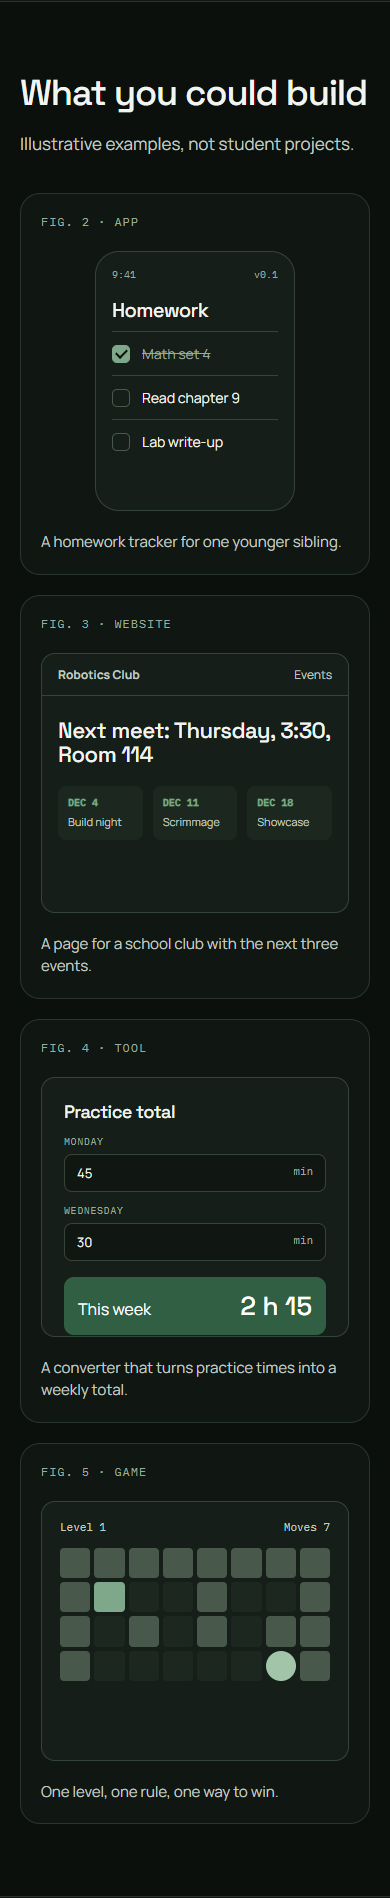 What you could build
Illustrative examples, not student projects.
FIG. 2 · APP
9:41 v0.1
Homework
Math set 4
Read chapter 9
Lab write-up
A homework tracker for one younger sibling.
FIG. 3 · WEBSITE
Robotics Club Events
Next meet: Thursday, 3:30,
Room 114
DEC 4 DEC 11 DEC 18
Build night Scrimmage Showcase
A page for a school club with the next three
events.
FIG. 4 · TOOL
Practice total
MONDAY
45 min
WEDNESDAY
30 min
This week 2 h 15
A converter that turns practice times into a
weekly total.
FIG. 5 · GAME
Level 1 Moves 7
One level, one rule, one way to win.